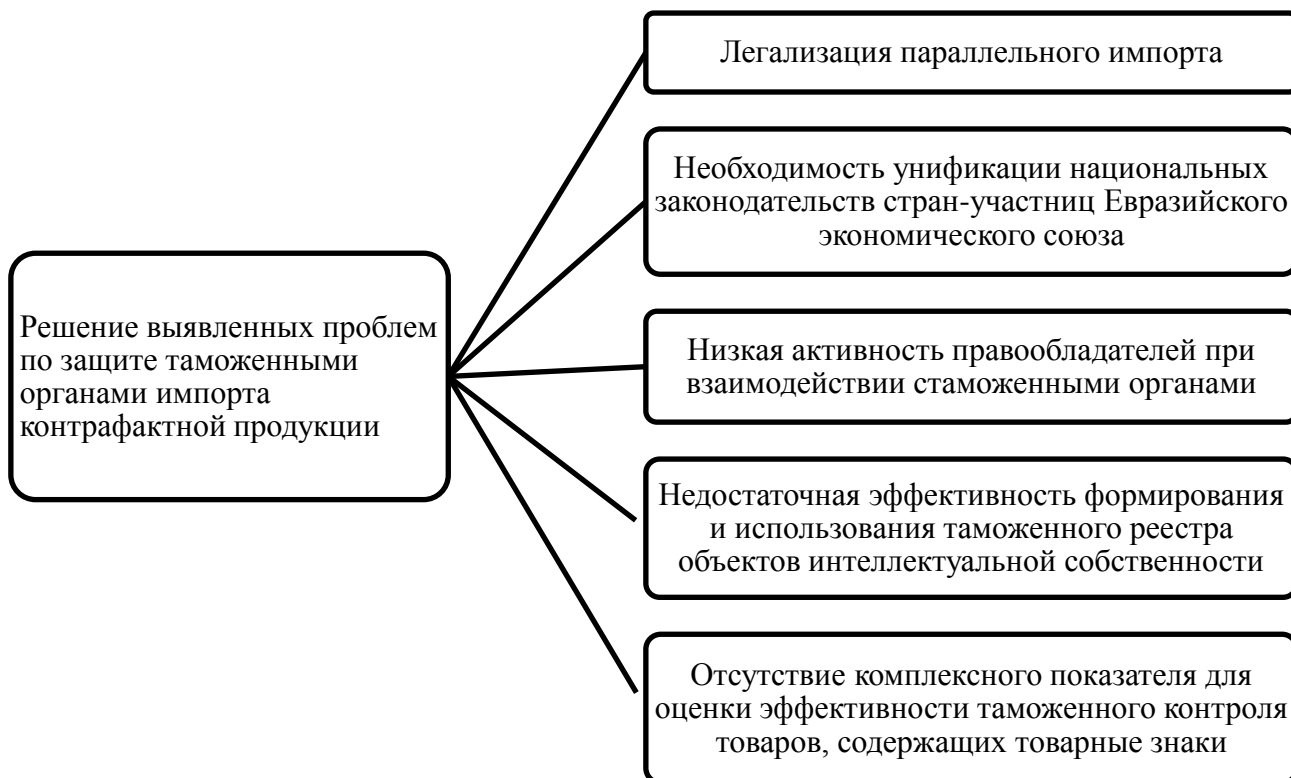 Решение выявленных проблем
по защите таможенными
органами импорта
контрафактной продукции
Легализация параллельного импорта
Необходимость унификации национальных
законодательств стран-участниц Евразийского
экономического союза
Низкая активность правообладателей при
взаимодействии стаможенными органами
Недостаточная эффективность формирования
и использования таможенного реестра
объектов интеллектуальной собственности
Отсутствие комплексного показателя для
оценки эффективности таможенного контроля
товаров, содержащих товарные знаки